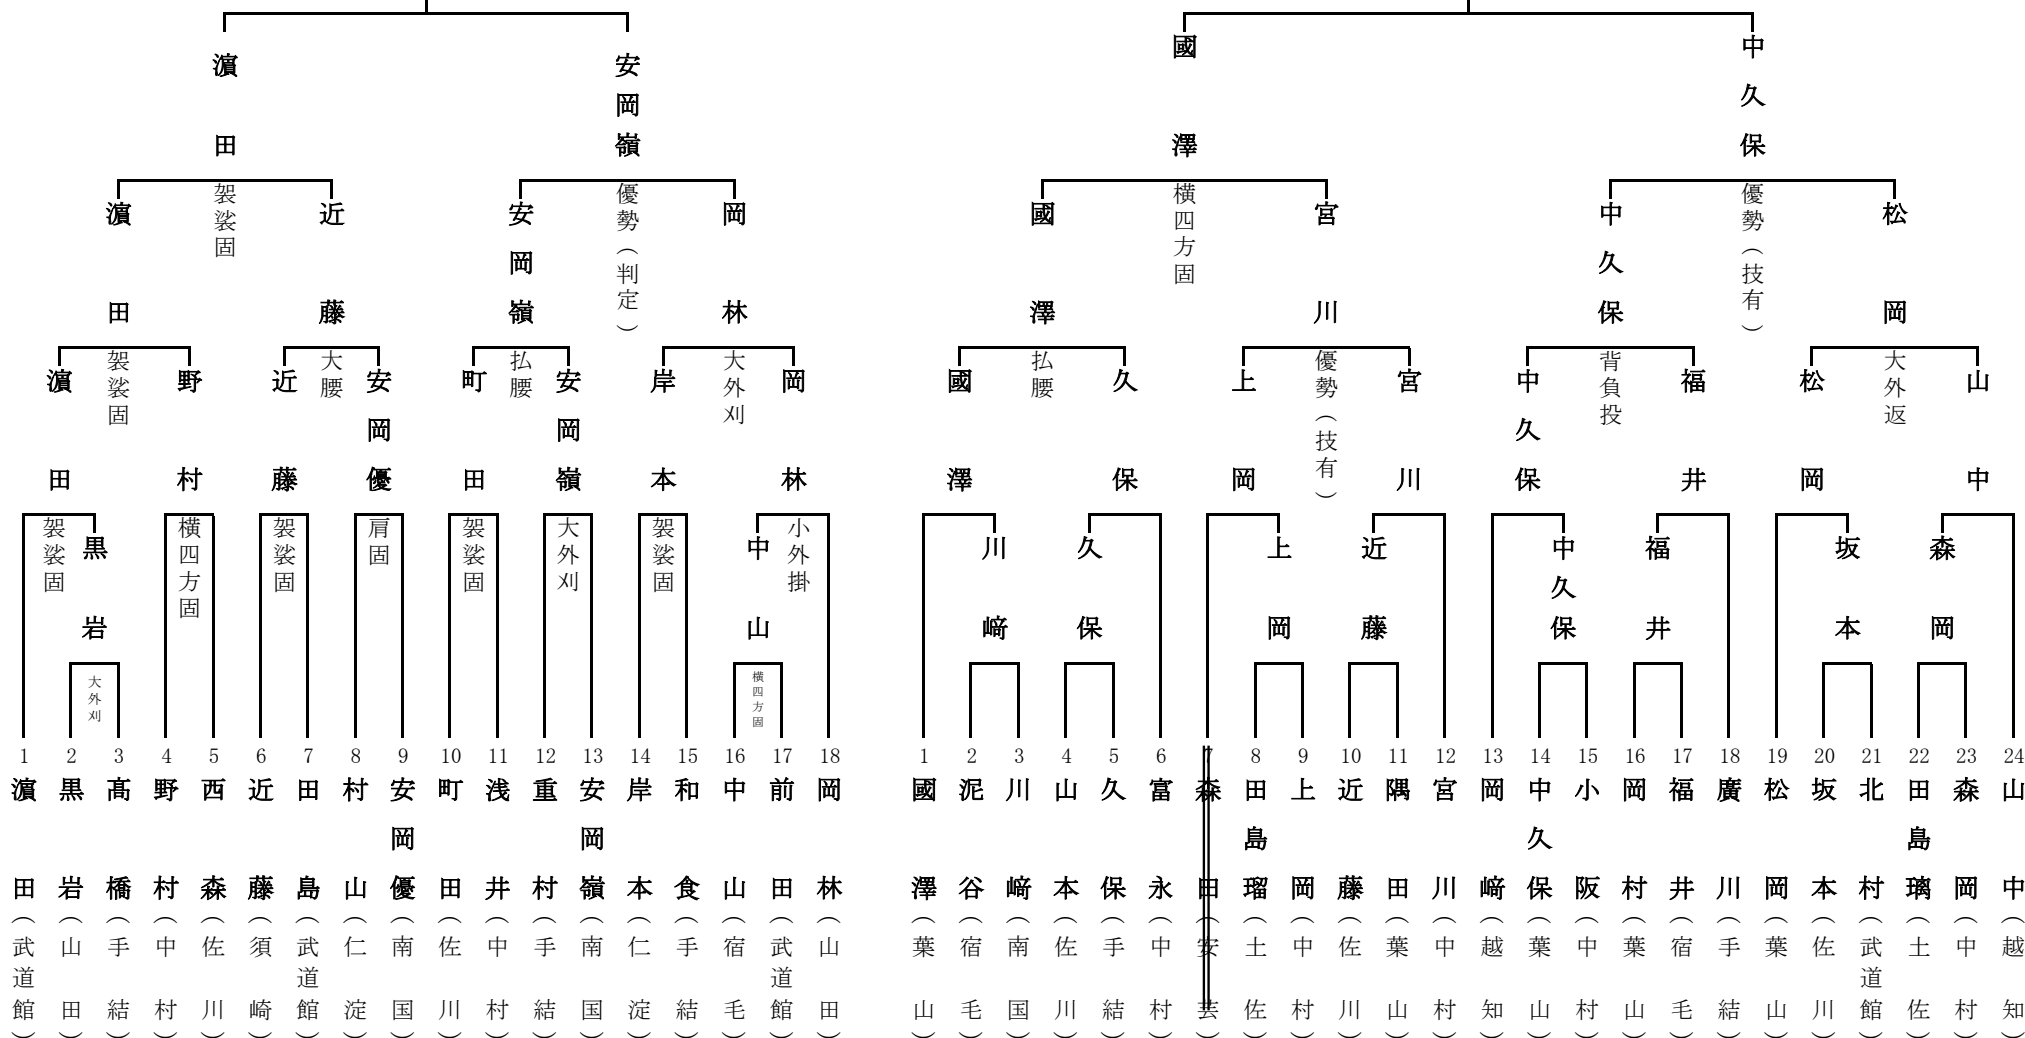 濵田
安岡嶺
濵田
袈裟固
近藤
安岡嶺
優勢（判定）
岡林
濵田
袈裟固
野村
近藤
大腰
安岡優
町田
払腰
安岡嶺
岸本
大外刈
岡林
袈裟固
黒岩
横四方固
袈裟固
肩固
袈裟固
大外刈
袈裟固
中山
小外掛
大外刈
横四方固
1 濵田（武道館）
2 黒岩（山田）
3 髙橋（手結）
4 野村（中村）
5 西森（佐川）
6 近藤（須崎）
7 田島（武道館）
8 村山（仁淀）
9 安岡優（南国）
10 町田（佐川）
11 浅井（中村）
12 重村（手結）
13 安岡嶺（南国）
14 岸本（仁淀）
15 和食（手結）
16 中山（宿毛）
17 前田（武道館）
18 岡林（山田）
國澤
中久保
國澤
横四方固
宮川
中久保
優勢（技有）
松岡
國澤
払腰
久保
上岡
優勢（技有）
宮川
中久保
背負投
福井
松岡
大外返
山中
川﨑
久保
上岡
近藤
中久保
福井
坂本
森岡
1 國澤（葉山）
2 泥谷（宿毛）
3 川﨑（南国）
4 山本（佐川）
5 久保（手結）
6 富永（中村）
7 森田（安芸）
8 田島瑠（土佐）
9 上岡（中村）
10 近藤（佐川）
11 隅田（葉山）
12 宮川（中村）
13 岡﨑（越知）
14 中久保（葉山）
15 小阪（中村）
16 岡村（葉山）
17 福井（宿毛）
18 廣川（手結）
19 松岡（葉山）
20 坂本（佐川）
21 北村（武道館）
22 田島璃（土佐）
23 森岡（中村）
24 山中（越知）